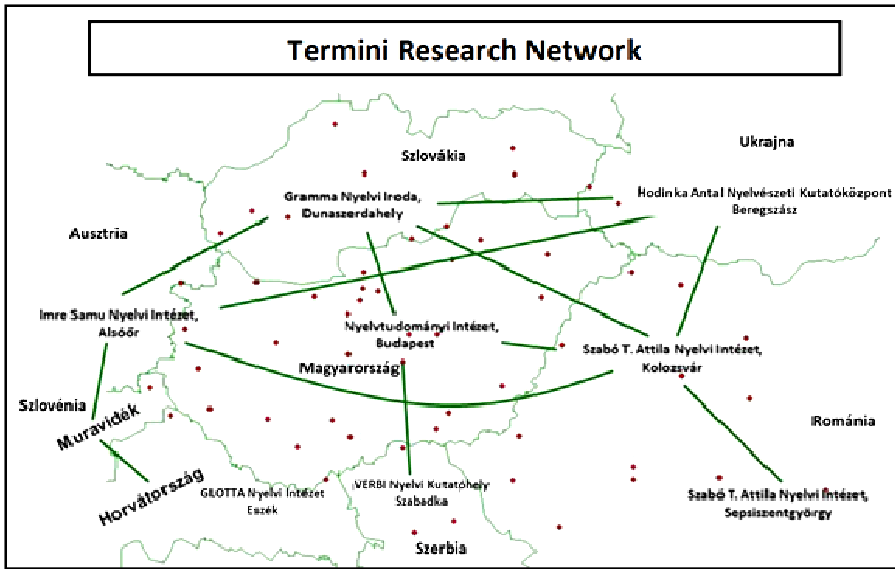 Termini Research Network
Ukrajna
Szlovákia
Gramma Nyelvi Iroda,
Dunaszerdahely
Hodinka Antal Nyelvészeti Kutatóközpont
Beregszász
Ausztria
Imre Samu Nyelvi Intézet,
Alsóőr
Nyelvtudományi Intézet,
Budapest
Szabó T. Attila Nyelvi Intézet,
Kolozsvár
Magyarország
Szlovénia
Muravidék
IRománia
Horvátország
GLOTTA Nyelvi Intézet
Eszék
VERBI Nyelvi Kutatóhely
Szabadka
Szabó T. Attila Nyelvi Intézet,
Sepsiszentgyörgy
Szerbia